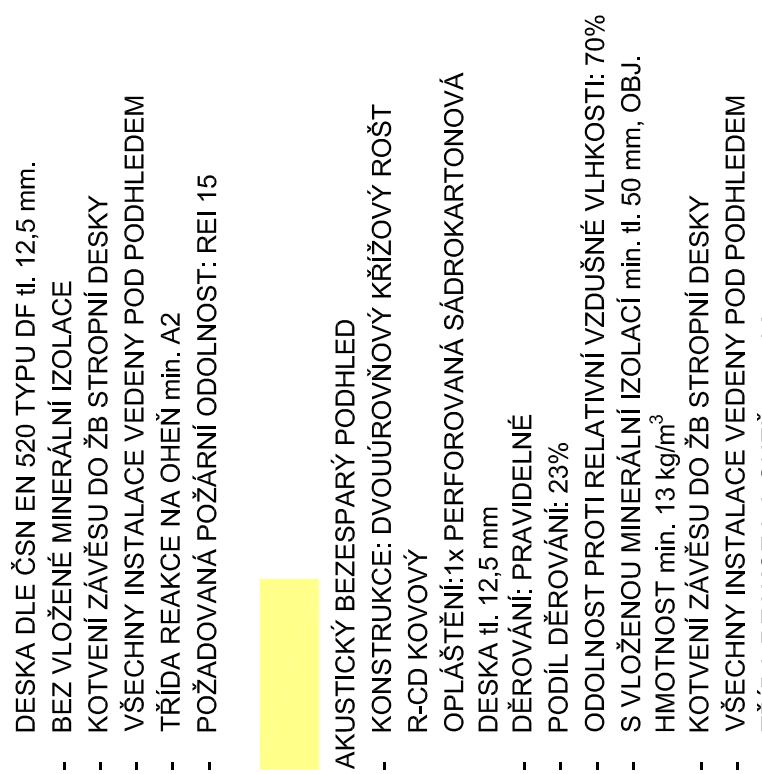 DESKA DLE ČSN EN 520 TYPU DF tl. 12,5 mm.
- BEZ VLOŽENÉ MINERÁLNÍ IZOLACE
- KOTVENÍ ZÁVĚSU DO ŽB STROPNÍ DESKY
- VŠECHNY INSTALACE VEDENY POD PODHLEDEM
- TŘÍDA REAKCE NA OHEŇ min. A2
- POŽADOVANÁ POŽÁRNÍ ODOLNOST: REI 15
AKUSTICKÝ BEZESPARÝ PODHLED
- KONSTRUKCE: DVOUÚROVŇOVÝ KŘÍŽOVÝ ROŠT
R-CD KOVOVÝ
- OPLÁŠTĚNÍ:1x PERFOROVANÁ SÁDROKARTONOVÁ
DESKA tl. 12,5 mm
- DĚROVÁNÍ: PRAVIDELNÉ
- PODÍL DĚROVÁNÍ: 23%
- ODOLNOST PROTI RELATIVNÍ VZDUŠNÉ VLHKOSTI: 70%
- S VLOŽENOU MINERÁLNÍ IZOLACÍ min. tl. 50 mm, OBJ.
HMOTNOST min. 13 kg/m³
- KOTVENÍ ZÁVĚSU DO ŽB STROPNÍ DESKY
- VŠECHNY INSTALACE VEDENY POD PODHLEDEM